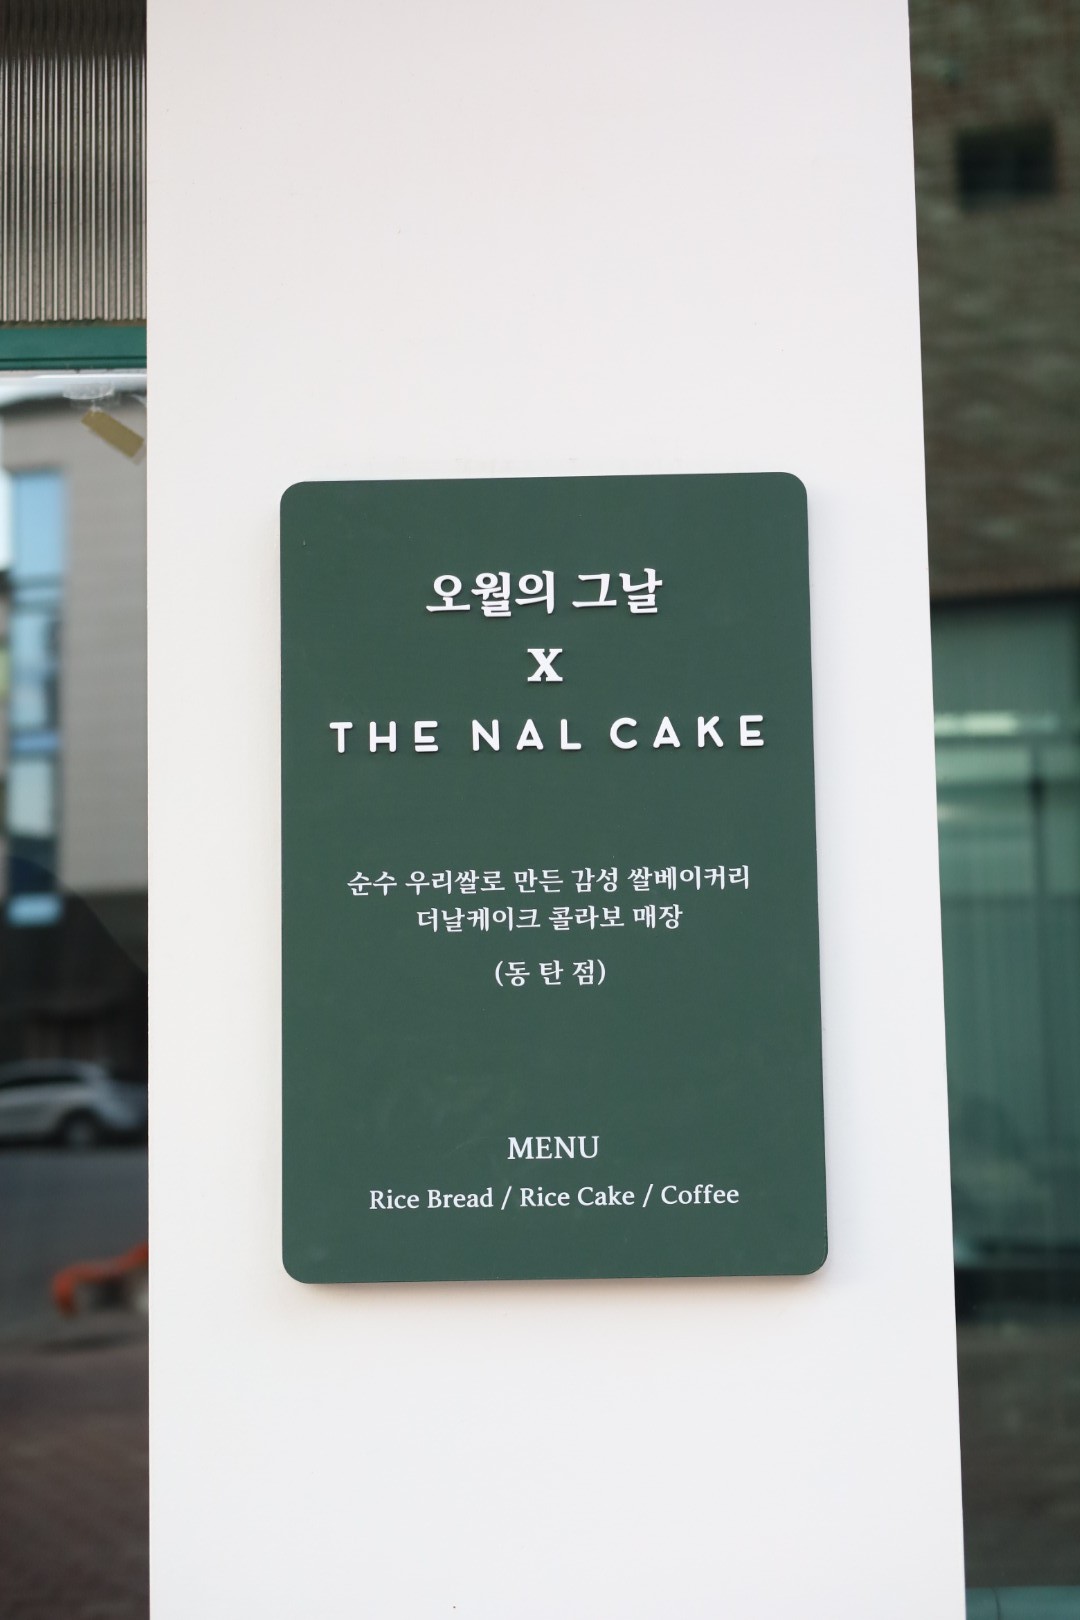 오월의 그날
x
THE NAL CAKE
순수 우리쌀로 만든 감성 쌀베이커리
더날케이크 콜라보 매장
(동 탄 점)
MENU
Rice Bread / Rice Cake / Coffee